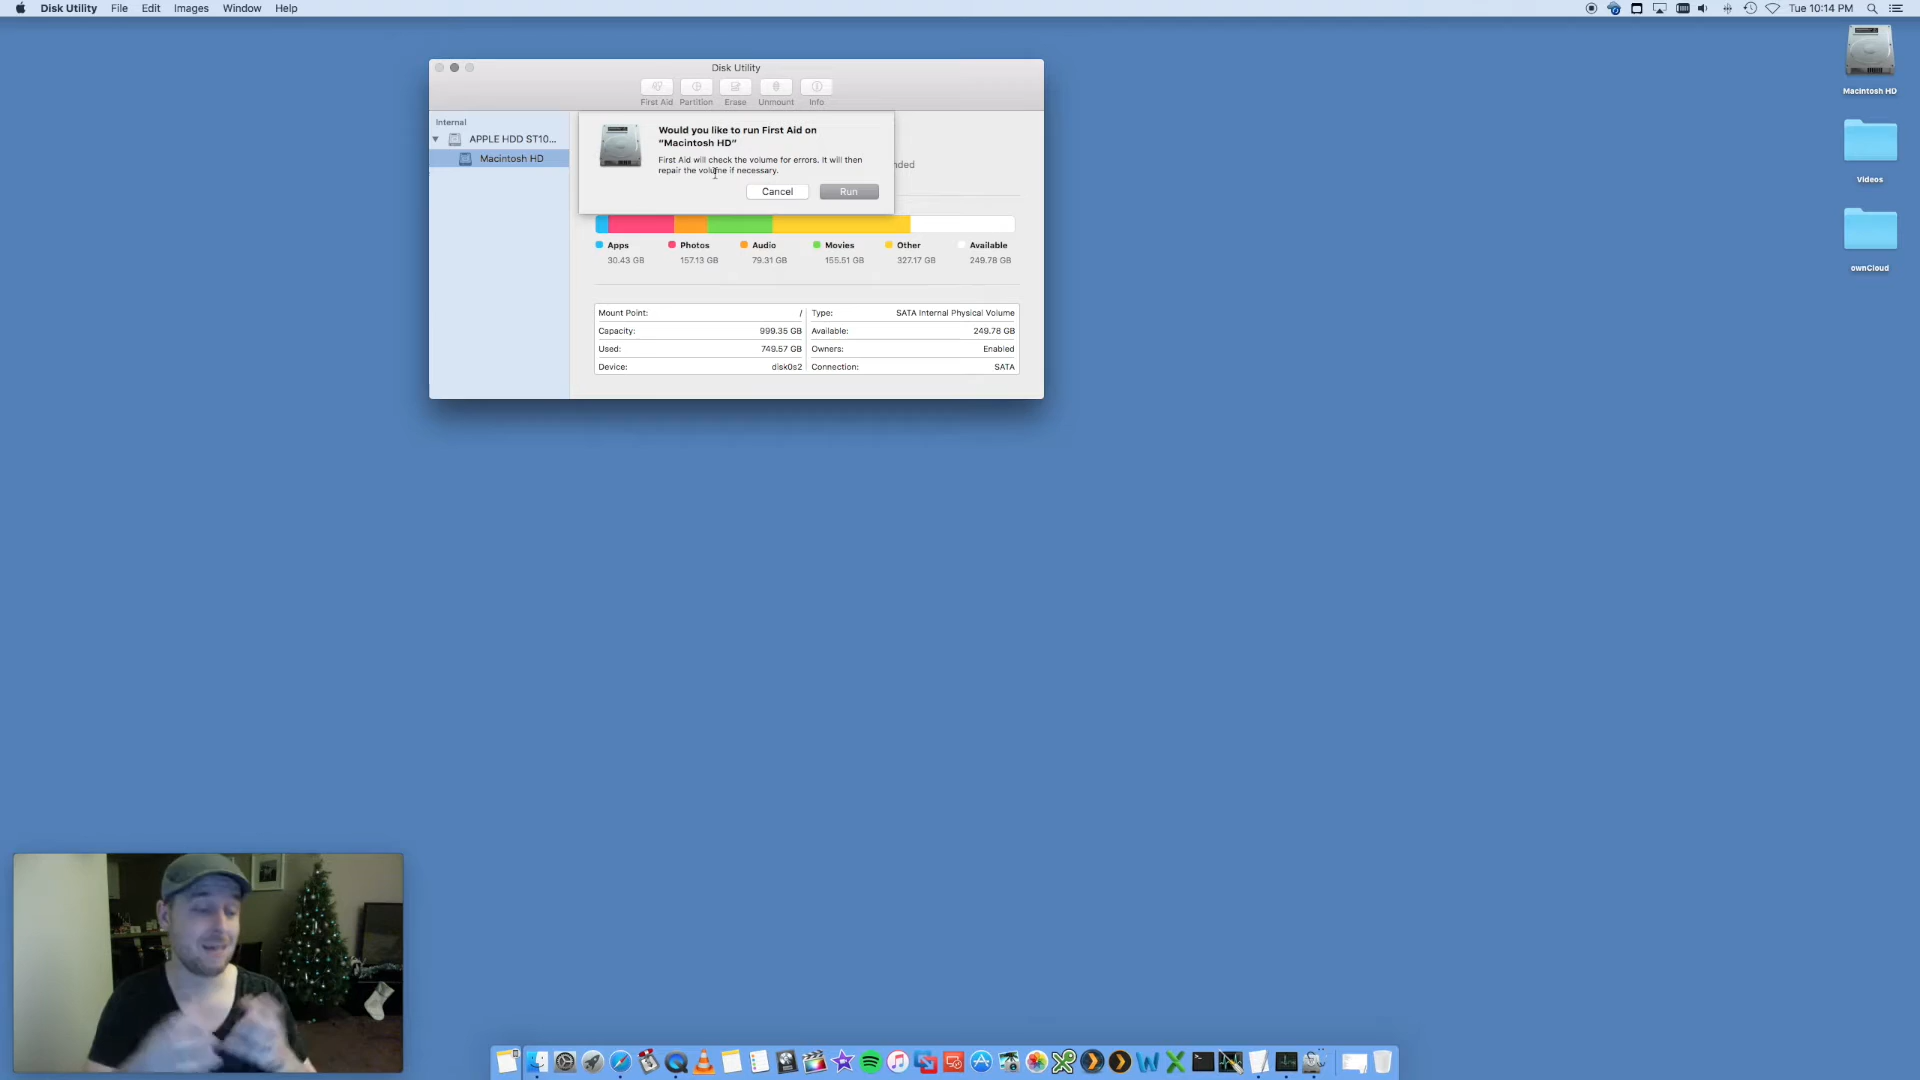 Disk Utility File Edit Images Window Help Tue 10:14 PM
Macintosh HD
Videos
ownCloud
Disk Utility
First Aid Partition Erase Unmount Info
Internal
APPLE HDD ST10...
Macintosh HD
Would you like to run First Aid on
“Macintosh HD”
First Aid will check the volume for errors. It will then
repair the volume if necessary.
Cancel Run
nded
Apps Photos Audio Movies Other Available
30.43 GB 157.13 GB 79.31 GB 155.51 GB 327.17 GB 249.78 GB
Mount Point: / Type: SATA Internal Physical Volume
Capacity: 999.35 GB Available: 249.78 GB
Used: 749.57 GB Owners: Enabled
Device: disk0s2 Connection: SATA